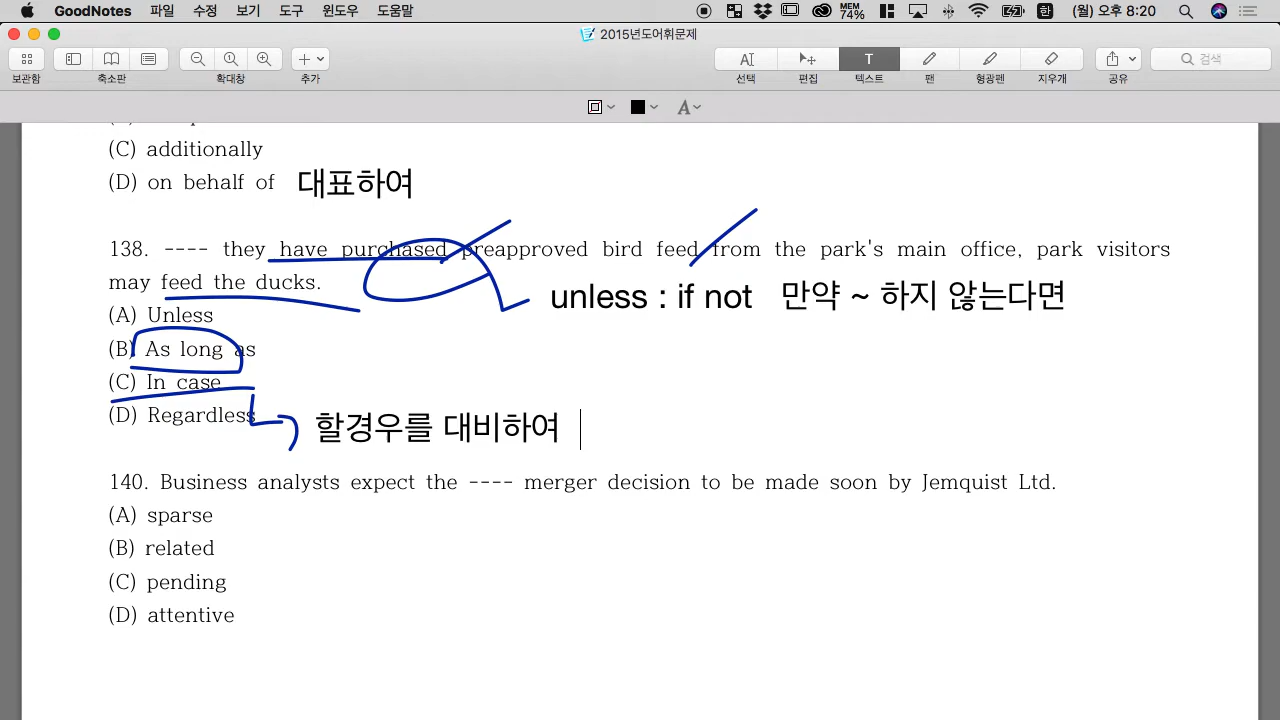 GoodNotes 파일 수정 보기 도구 윈도우 도움말 MEM 74% 한 (월) 오후 8:20
2015년도어휘문제
보관함 축소판 확대창 추가 선택 편집 텍스트 펜 형광펜 지우개 공유 검색
(C) additionally
(D) on behalf of 대표하여
138. ---- they have purchased preapproved bird feed from the park's main office, park visitors
may feed the ducks.
unless : if not 만약 ~ 하지 않는다면
(A) Unless
(B) As long as
(C) In case
(D) Regardless
할경우를 대비하여
140. Business analysts expect the ---- merger decision to be made soon by Jemquist Ltd.
(A) sparse
(B) related
(C) pending
(D) attentive